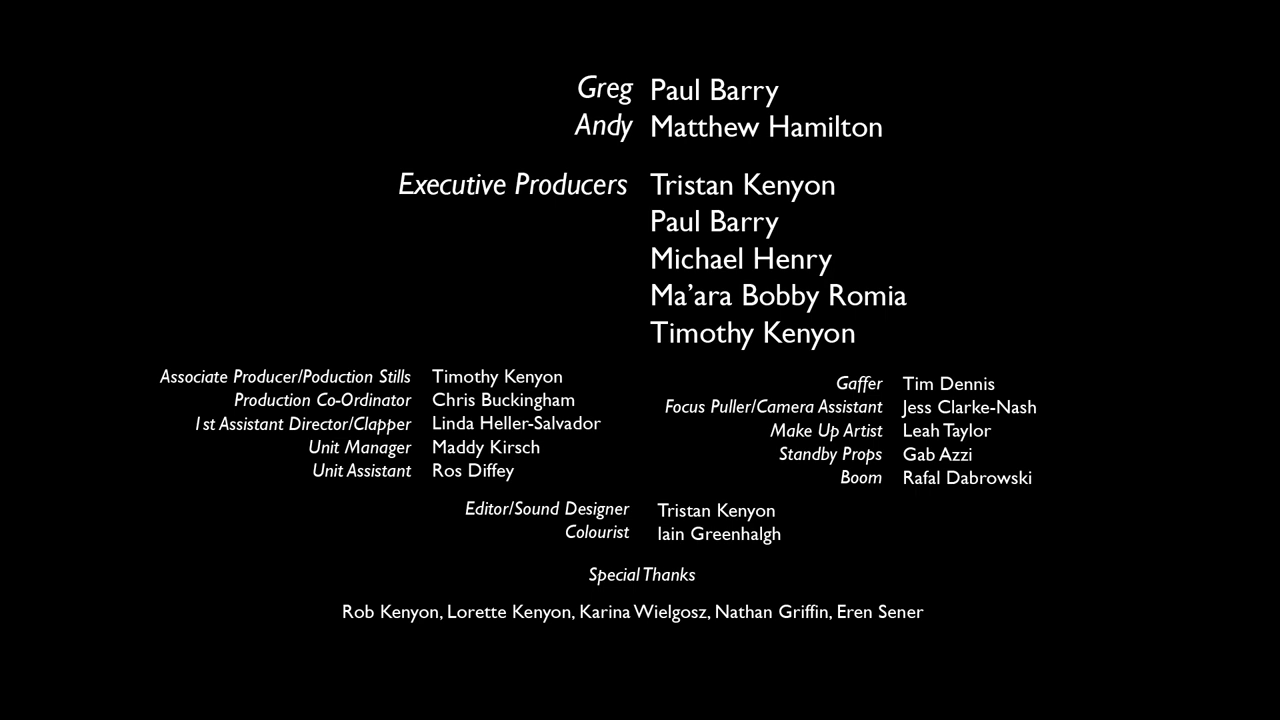 Greg Paul Barry
Andy Matthew Hamilton
Executive Producers Tristan Kenyon
Paul Barry
Michael Henry
Ma’ara Bobby Romia
Timothy Kenyon
Associate Producer/Poduction Stills Timothy Kenyon
Production Co-Ordinator Chris Buckingham
1st Assistant Director/Clapper Linda Heller-Salvador
Unit Manager Maddy Kirsch
Unit Assistant Ros Diffey
Gaffer Tim Dennis
Focus Puller/Camera Assistant Jess Clarke-Nash
Make Up Artist Leah Taylor
Standby Props Gab Azzi
Boom Rafal Dabrowski
Editor/Sound Designer Tristan Kenyon
Colourist Iain Greenhalgh
Special Thanks
Rob Kenyon, Lorette Kenyon, Karina Wielgosz, Nathan Griffin, Eren Sener